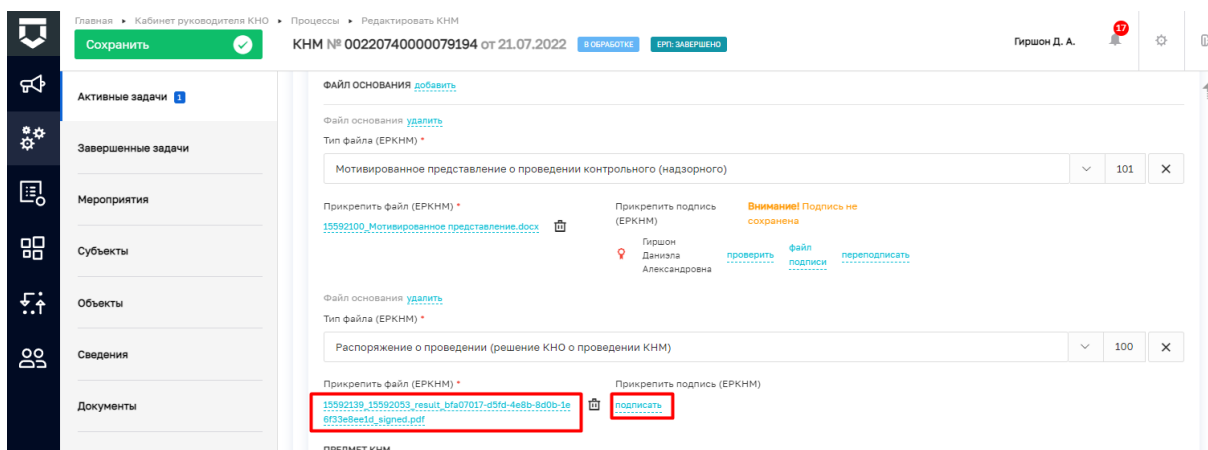 Главная ▸ Кабинет руководителя КНО ▸ Процессы ▸ Редактировать КНМ
Сохранить
КНМ № 00220740000079194 от 21.07.2022 В ОБРАБОТКЕ ЕРП: ЗАВЕРШЕНО
Гиршон Д. А.
17
Активные задачи 1
Завершенные задачи
Мероприятия
Субъекты
Объекты
Сведения
Документы
ФАЙЛ ОСНОВАНИЯ добавить
Файл основания удалить
Тип файла (ЕРКНМ) *
Мотивированное представление о проведении контрольного (надзорного) 101
Прикрепить файл (ЕРКНМ) *
15592100_Мотивированное представление.docx
Прикрепить подпись
(ЕРКНМ)
Внимание! Подпись не
сохранена
Гиршон
Даниэла
Александровна
проверить
файл
подписи
переподписать
Файл основания удалить
Тип файла (ЕРКНМ) *
Распоряжение о проведении (решение КНО о проведении КНМ) 100
Прикрепить файл (ЕРКНМ) *
15592139_15592053_result_bfa07017-d5fd-4e8b-8d0b-1e
6f33e8ee1d_signed.pdf
Прикрепить подпись (ЕРКНМ)
подписать
ПРЕДМЕТ КНМ